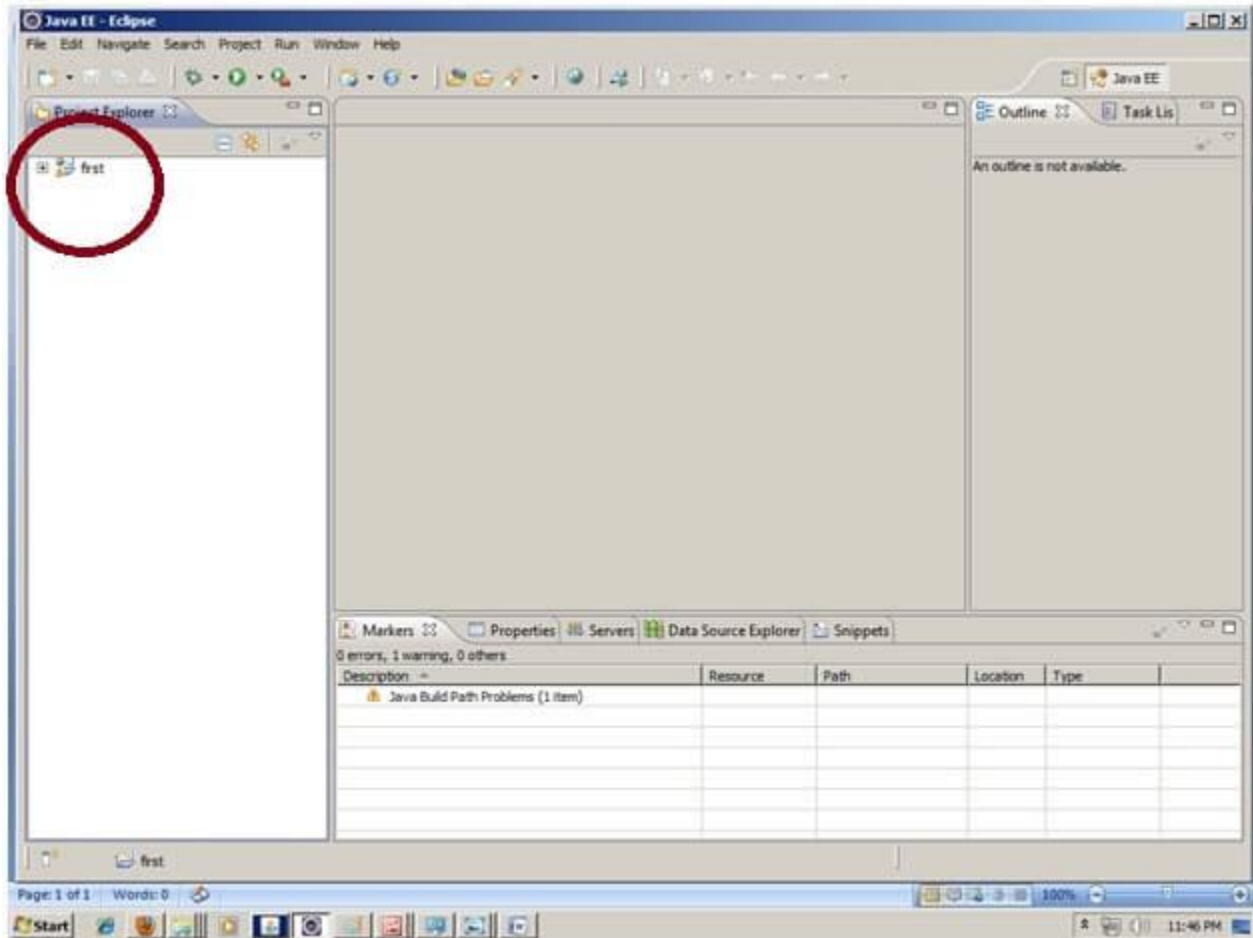 Java EE - Eclipse
File Edit Navigate Search Project Run Window Help
Java EE
Project Explorer
first
Outline
Task Lis
An outline is not available.
Markers Properties Servers Data Source Explorer Snippets
0 errors, 1 warning, 0 others
Description Resource Path Location Type
Java Build Path Problems (1 item)
first
Page: 1 of 1 Words: 0 100%
Start 11:46 PM